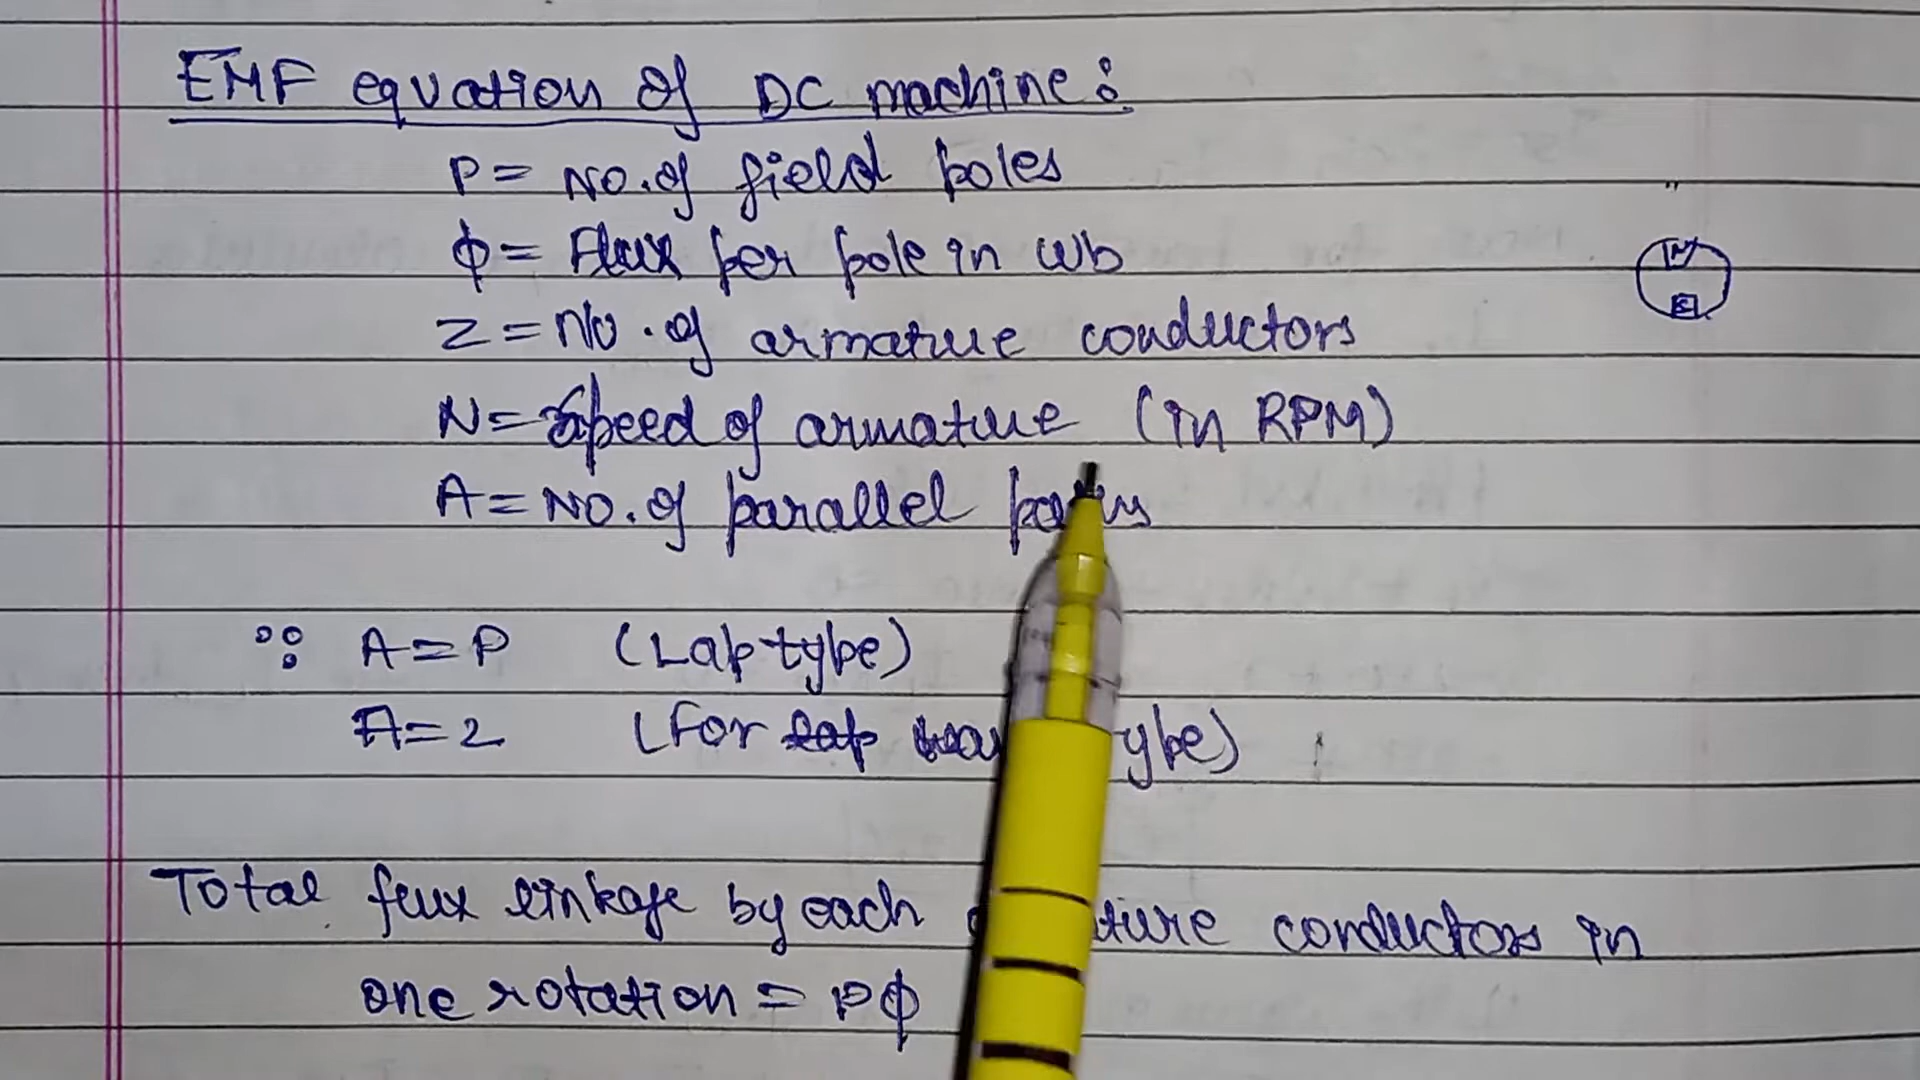 EMF equation of DC machine:
P = No. of field poles
ϕ = Flux per pole in wb
Z = No. of armature conductors
N = Speed of armature (in RPM)
A = No. of parallel
∵ A = P (Lap type)
A = 2 (For lap
Total flux linkage by each conductors in
one rotation = Pϕ
N
S